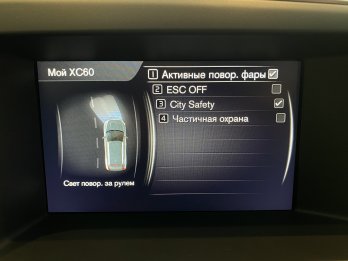 Мой XC60
1 Активные повор. фары
2 ESC OFF
3 City Safety
4 Частичная охрана
Свет повор. за рулем